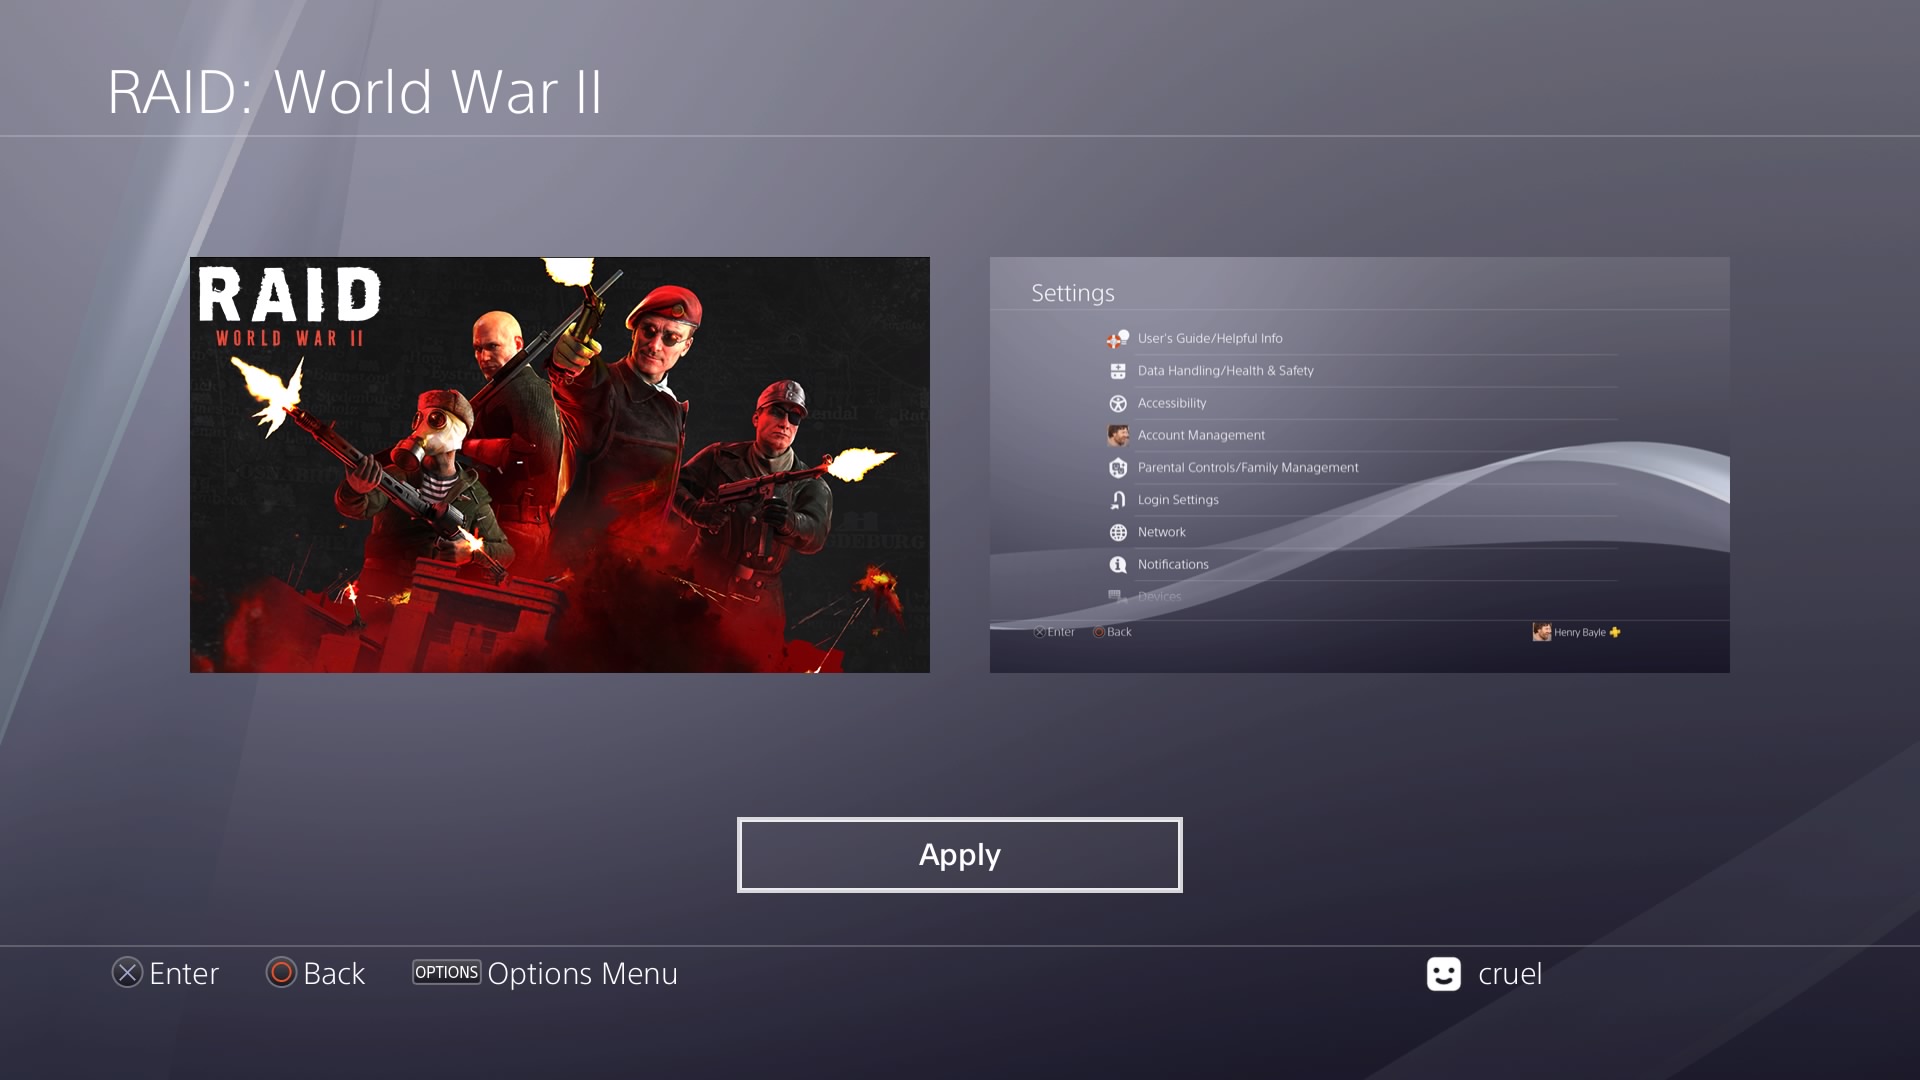 RAID: World War II
RAID
WORLD WAR II
Settings
User's Guide/Helpful Info
Data Handling/Health & Safety
Accessibility
Account Management
Parental Controls/Family Management
Login Settings
Network
Notifications
Devices
Enter
Back
Henry Bayle
Apply
Enter
Back
OPTIONS Options Menu
cruel